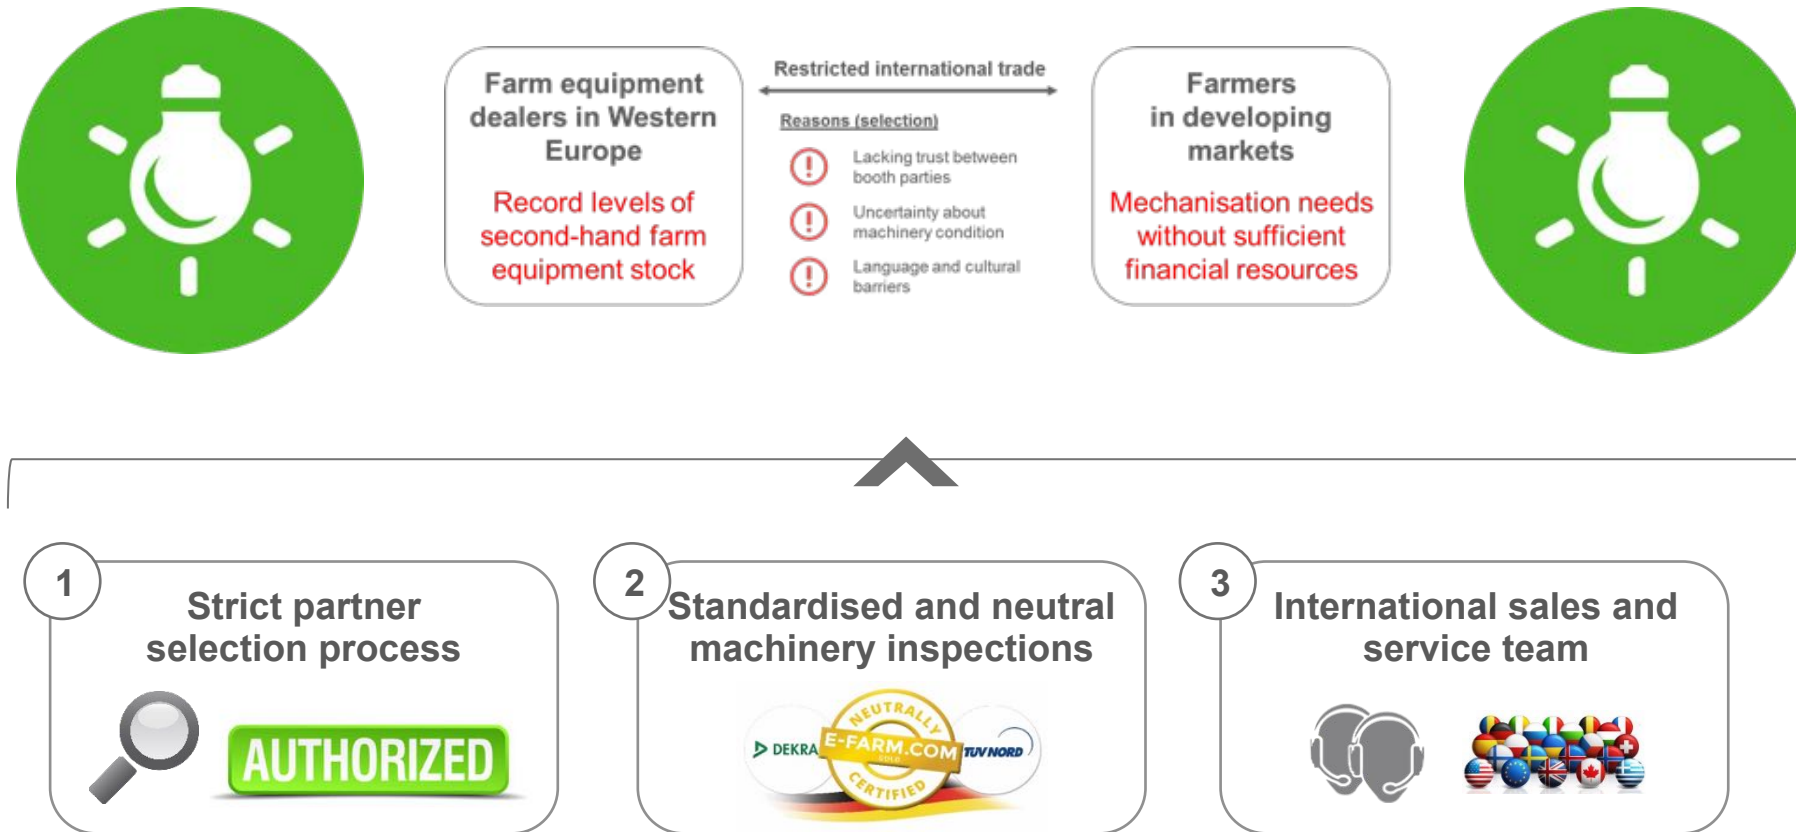 Farm equipment
dealers in Western
Europe
Record levels of
second-hand farm
equipment stock
Restricted international trade
Reasons (selection)
Lacking trust between
booth parties
Uncertainty about
machinery condition
Language and cultural
barriers
Farmers
in developing
markets
Mechanisation needs
without sufficient
financial resources
1
Strict partner
selection process
AUTHORIZED
2
Standardised and neutral
machinery inspections
DEKRA
NEUTRALLY
E-FARM.COM
GOLD
CERTIFIED
TUV NORD
3
International sales and
service team